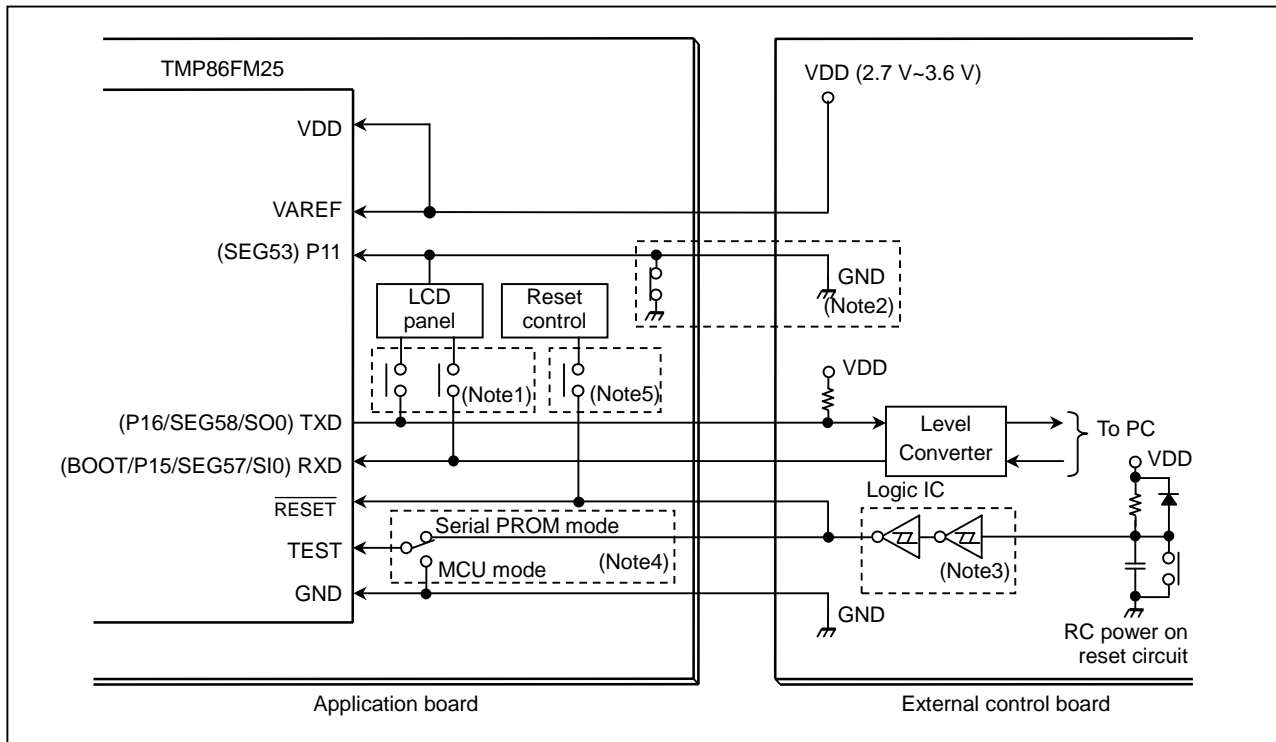 TMP86FM25
VDD (2.7 V~3.6 V)
VDD
VAREF
(SEG53) P11
GND
(Note2)
LCD
panel
Reset
control
(Note1)
(Note5)
VDD
(P16/SEG58/SO0) TXD
Level
Converter
To PC
(BOOT/P15/SEG57/SI0) RXD
VDD
RESET
Logic IC
Serial PROM mode
TEST
(Note4)
(Note3)
MCU mode
GND
GND
RC power on
reset circuit
Application board
External control board